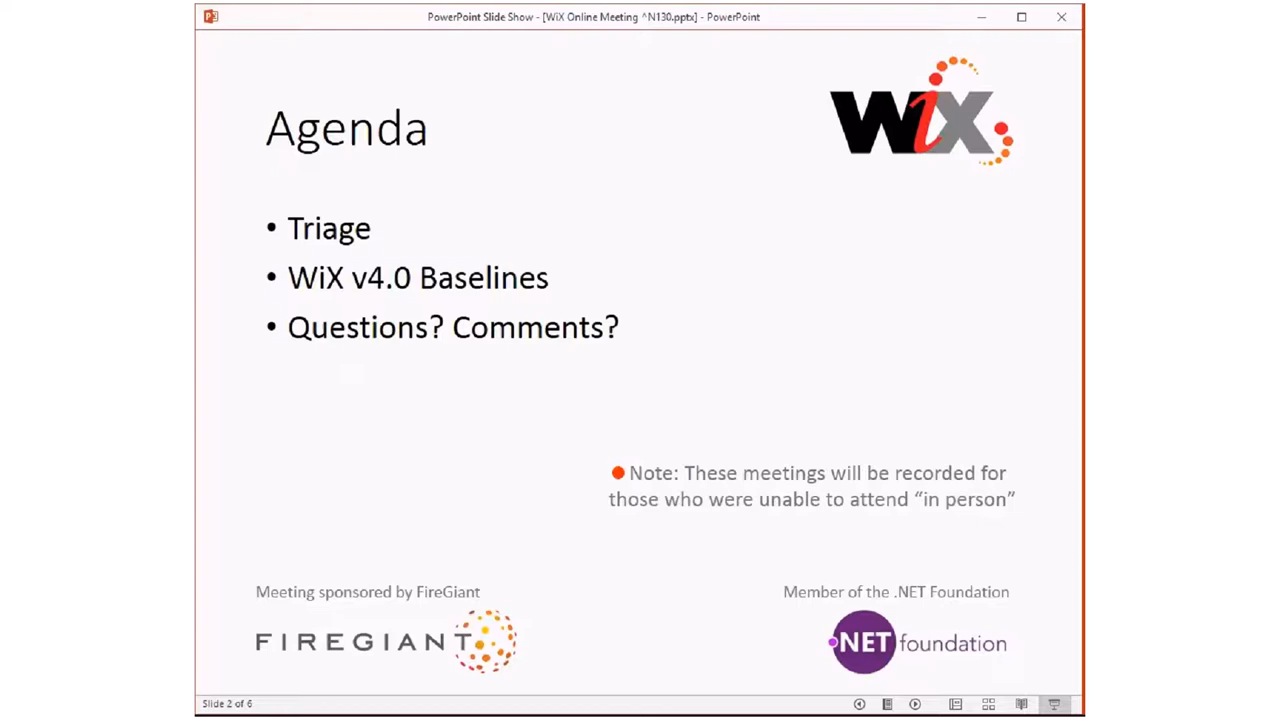 PowerPoint Slide Show - [WiX Online Meeting ^N130.pptx] - PowerPoint
WiX
Agenda
• Triage
• WiX v4.0 Baselines
• Questions? Comments?
Note: These meetings will be recorded for
those who were unable to attend “in person”
Meeting sponsored by FireGiant
FIREGIANT
Member of the .NET Foundation
.NET foundation
Slide 2 of 6